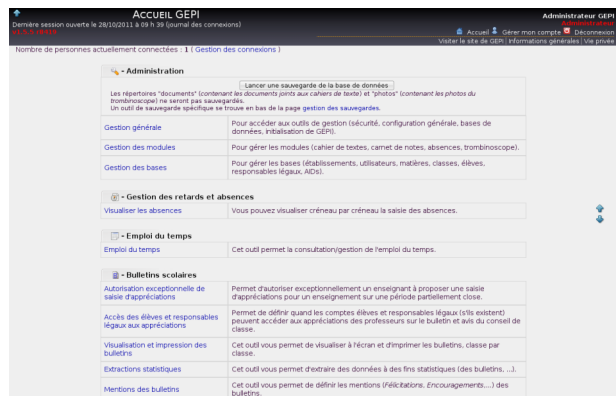 ACCUEIL GEPI
Administrateur GEPI
Dernière session ouverte le 28/10/2011 à 09 h 39 (journal des connexions)
Administrateur
Accueil Gérer mon compte Déconnexion
Visiter le site de GEPI | Informations générales | Vie privée
Nombre de personnes actuellement connectées : 1 ( Gestion des connexions )
- Administration
Lancer une sauvegarde de la base de données
Les répertoires "documents" (contenant les documents joints aux cahiers de texte) et "photos" (contenant les photos du
trombinoscope) ne seront pas sauvegardés.
Un outil de sauvegarde spécifique se trouve en bas de la page gestion des sauvegardes.
Gestion générale
Pour accéder aux outils de gestion (sécurité, configuration générale, bases de
données, initialisation de GEPI).
Gestion des modules
Pour gérer les modules (cahier de textes, carnet de notes, absences, trombinoscope).
Gestion des bases
Pour gérer les bases (établissements, utilisateurs, matières, classes, élèves,
responsables légaux, AIDs).
- Gestion des retards et absences
Visualiser les absences
Vous pouvez visualiser créneau par créneau la saisie des absences.
- Emploi du temps
Emploi du temps
Cet outil permet la consultation/gestion de l'emploi du temps.
- Bulletins scolaires
Autorisation exceptionnelle de
saisie d'appréciations
Permet d'autoriser exceptionnellement un enseignant à proposer une saisie
d'appréciations pour un enseignement sur une période partiellement close.
Accès des élèves et responsables
légaux aux appréciations
Permet de définir quand les comptes élèves et responsables légaux (s'ils existent)
peuvent accéder aux appréciations des professeurs sur le bulletin et avis du conseil de
classe.
Visualisation et impression des
bulletins
Cet outil vous permet de visualiser à l'écran et d'imprimer les bulletins, classe par
classe.
Extractions statistiques
Cet outil vous permet d'extraire des données à des fins statistiques (des bulletins, ...).
Mentions des bulletins
Cet outil vous permet de définir les mentions (Félicitations, Encouragements,...) des
bulletins.